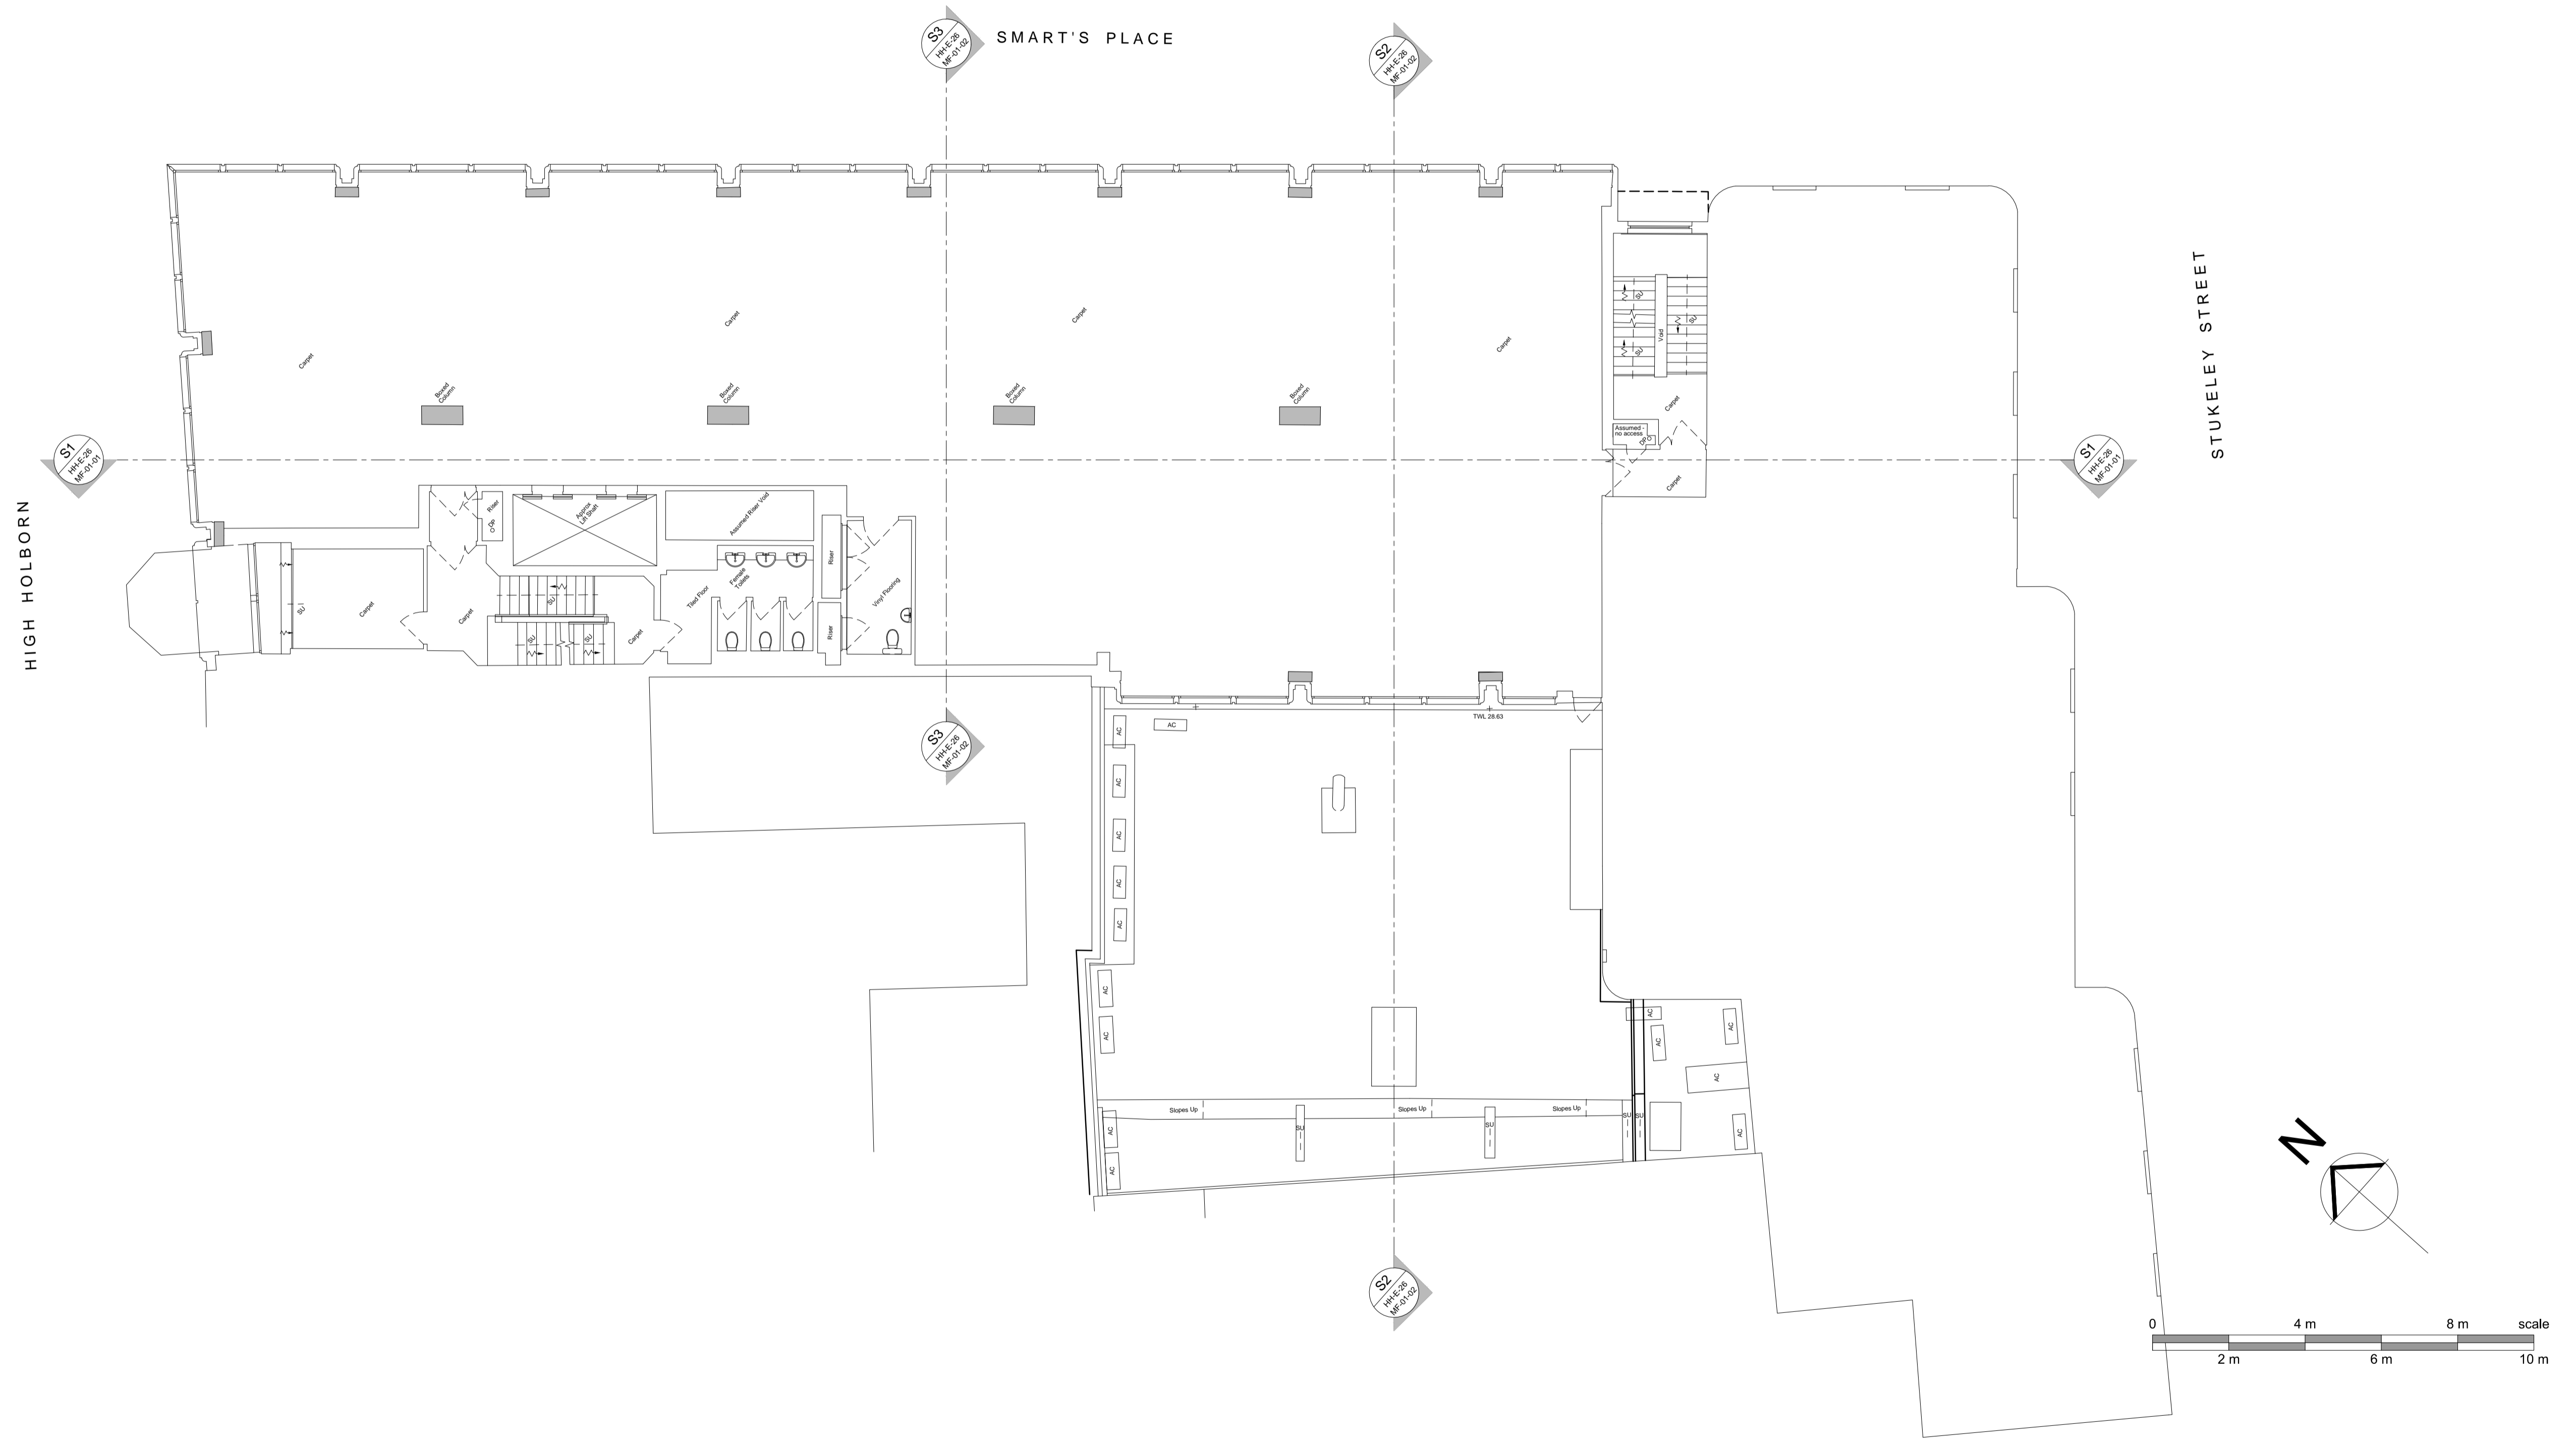 SMART'S PLACE
S3
HH-E-26
MF-01-02
S2
HH-E-26
MF-01-02
STUKELEY STREET
HIGH HOLBORN
Carpet
Carpet
Carpet
Carpet
Boxed
Column
Boxed
Column
Boxed
Column
Boxed
Column
SU
SU
SU
SU
Void
Carpet
Assumed -
no access
DP
Carpet
S1
HH-E-26
MF-01-01
S1
HH-E-26
MF-01-01
Riser
DP
Approx
Lift Shaft
Assumed Riser Void
Riser
Riser
Female
Toilets
Tiled Floor
Vinyl Flooring
SU
Carpet
Carpet
SU
SU
SU
Carpet
S3
HH-E-26
MF-01-02
TWL 28.63
AC
AC
AC
AC
AC
AC
AC
AC
AC
AC
AC
AC
AC
Slopes Up
Slopes Up
Slopes Up
SU
SU
SU
SU
AC
AC
AC
S2
HH-E-26
MF-01-02
N
0
4 m
8 m
scale
2 m
6 m
10 m